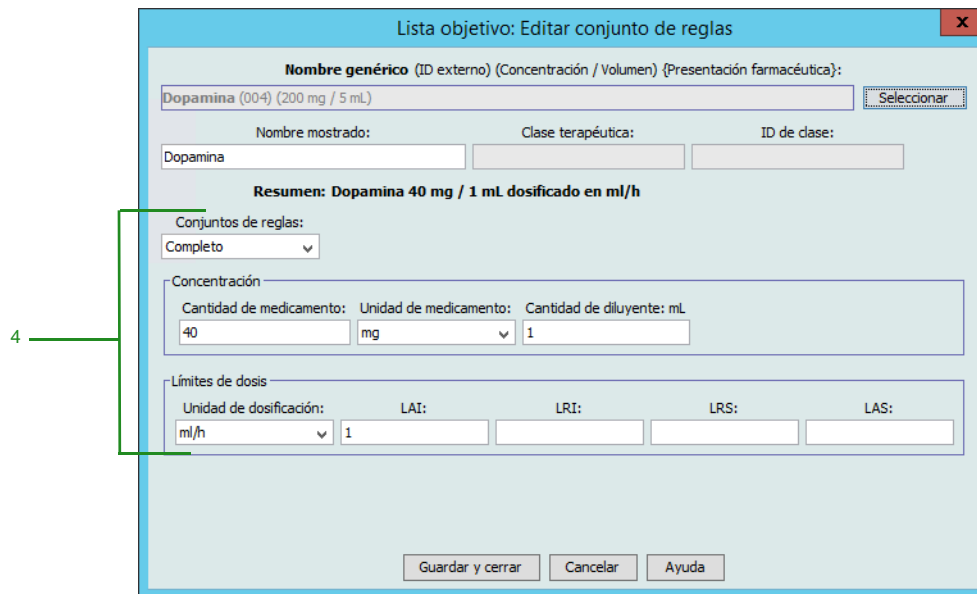 Lista objetivo: Editar conjunto de reglas
x
Nombre genérico (ID externo) (Concentración / Volumen) {Presentación farmacéutica}:
Dopamina (004) (200 mg / 5 mL)
Seleccionar
Nombre mostrado: Clase terapéutica: ID de clase:
Dopamina
Resumen: Dopamina 40 mg / 1 mL dosificado en ml/h
Conjuntos de reglas:
Completo
Concentración
Cantidad de medicamento: Unidad de medicamento: Cantidad de diluyente: mL
40 mg 1
4
Límites de dosis
Unidad de dosificación: LAI: LRI: LRS: LAS:
ml/h 1
Guardar y cerrar Cancelar Ayuda